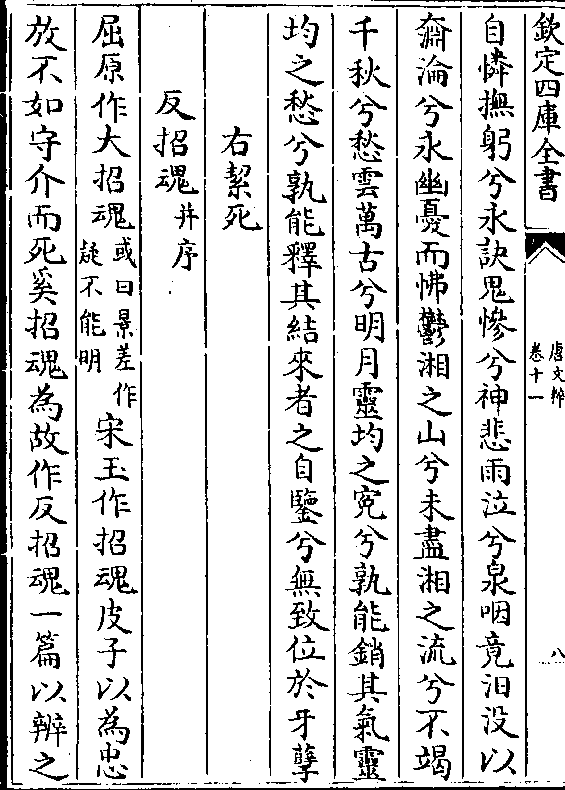 欽定四庫全書
唐文粹
卷十一
八
自憐撫躬兮永訣鬼慘兮神悲雨泣兮泉咽竟汨没以
齌淪兮永幽憂而怫鬱湘之山兮未盡湘之流兮不竭
千秋兮愁雲萬古兮明月靈均之寃兮孰能銷其氣靈
均之愁兮孰能釋其結來者之自鑒兮無致位於牙孽
右絜死
反招魂并序
屈原作大招魂或曰景差作疑不能明宋玉作招魂皮子以為忠
放不如守介而死奚招魂為故作反招魂一篇以辨之